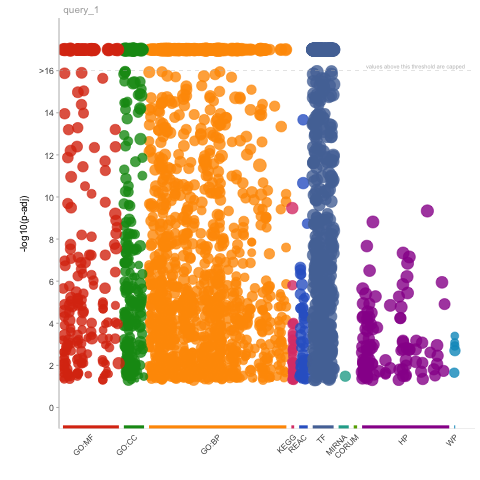 query_1
values above this threshold are capped
>16
14
12
10
8
6
4
2
0
-log10(p-adj)
GO:MF
GO:CC
GO:BP
KEGG
REAC
TF
MIRNA
CORUM
HP
WP